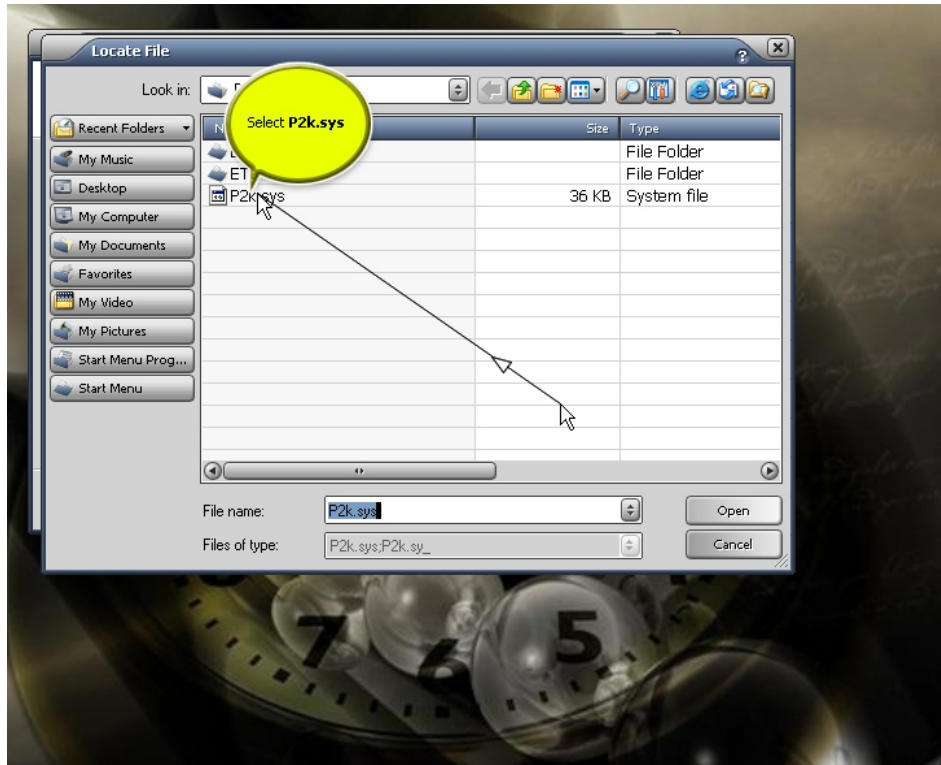 Locate File
?
Look in:
Select P2k.sys
Recent Folders
My Music
Desktop
My Computer
My Documents
Favorites
My Video
My Pictures
Start Menu Prog...
Start Menu
Size Type
File Folder
ET File Folder
P2k.sys 36 KB System file
File name: P2k.sys Open
Files of type: P2k.sys;P2k.sy_ Cancel
7 6 5